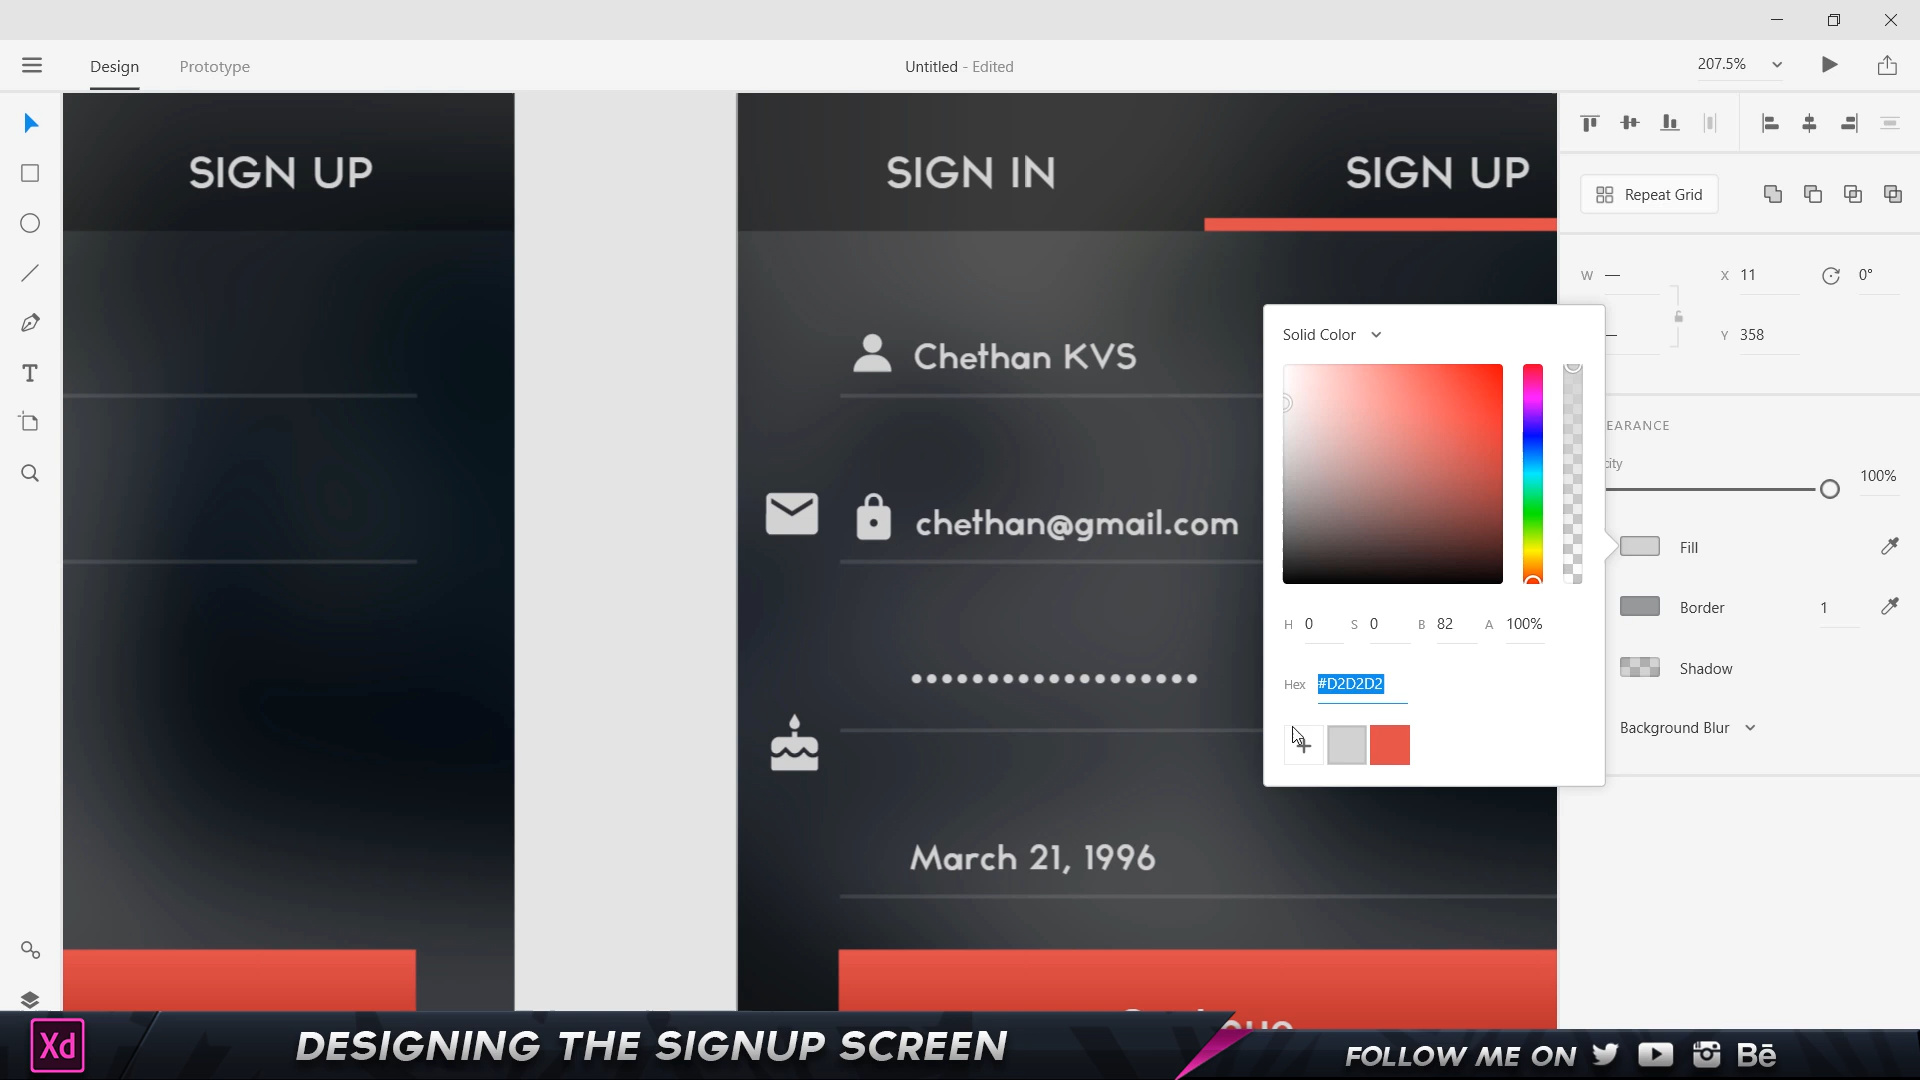 Design
Prototype
Untitled - Edited
207.5%
SIGN UP
SIGN IN
SIGN UP
Repeat Grid
W —
X 11
0°
—
Y 358
Chethan KVS
Solid Color
EARANCE
city
100%
chethan@gmail.com
Fill
Border
1
H 0 S 0 B 82 A 100%
Shadow
Hex #D2D2D2
Background Blur
March 21, 1996
Xd
DESIGNING THE SIGNUP SCREEN
FOLLOW ME ON
Bē